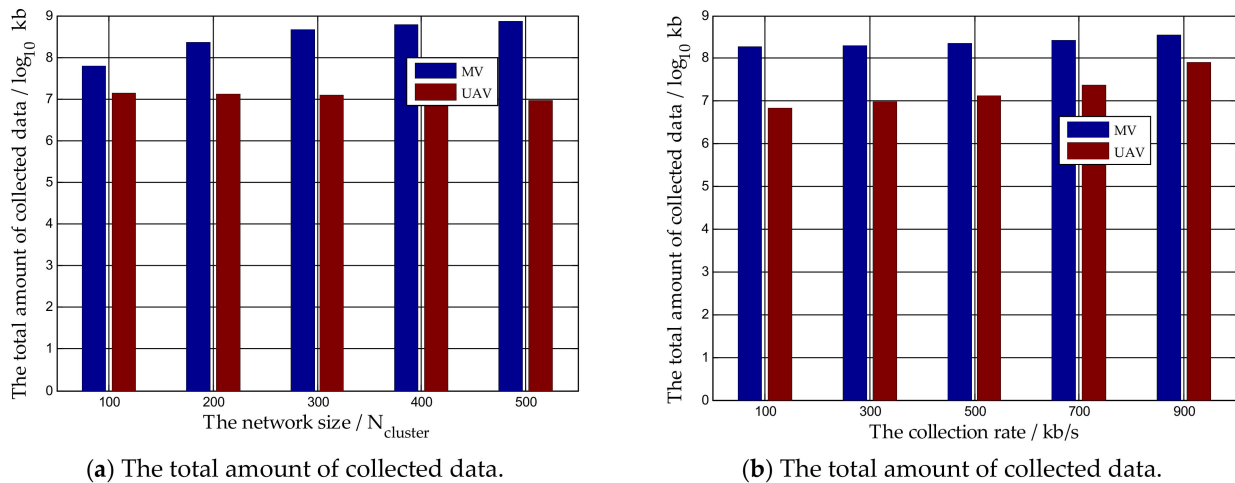 The total amount of collected data / log10 kb
9
8
7
6
5
4
3
2
1
0
MV
UAV
100 200 300 400 500
The network size / Ncluster
(a) The total amount of collected data.
The total amount of collected data / log10 kb
9
8
7
6
5
4
3
2
1
0
MV
UAV
100 300 500 700 900
The collection rate / kb/s
(b) The total amount of collected data.